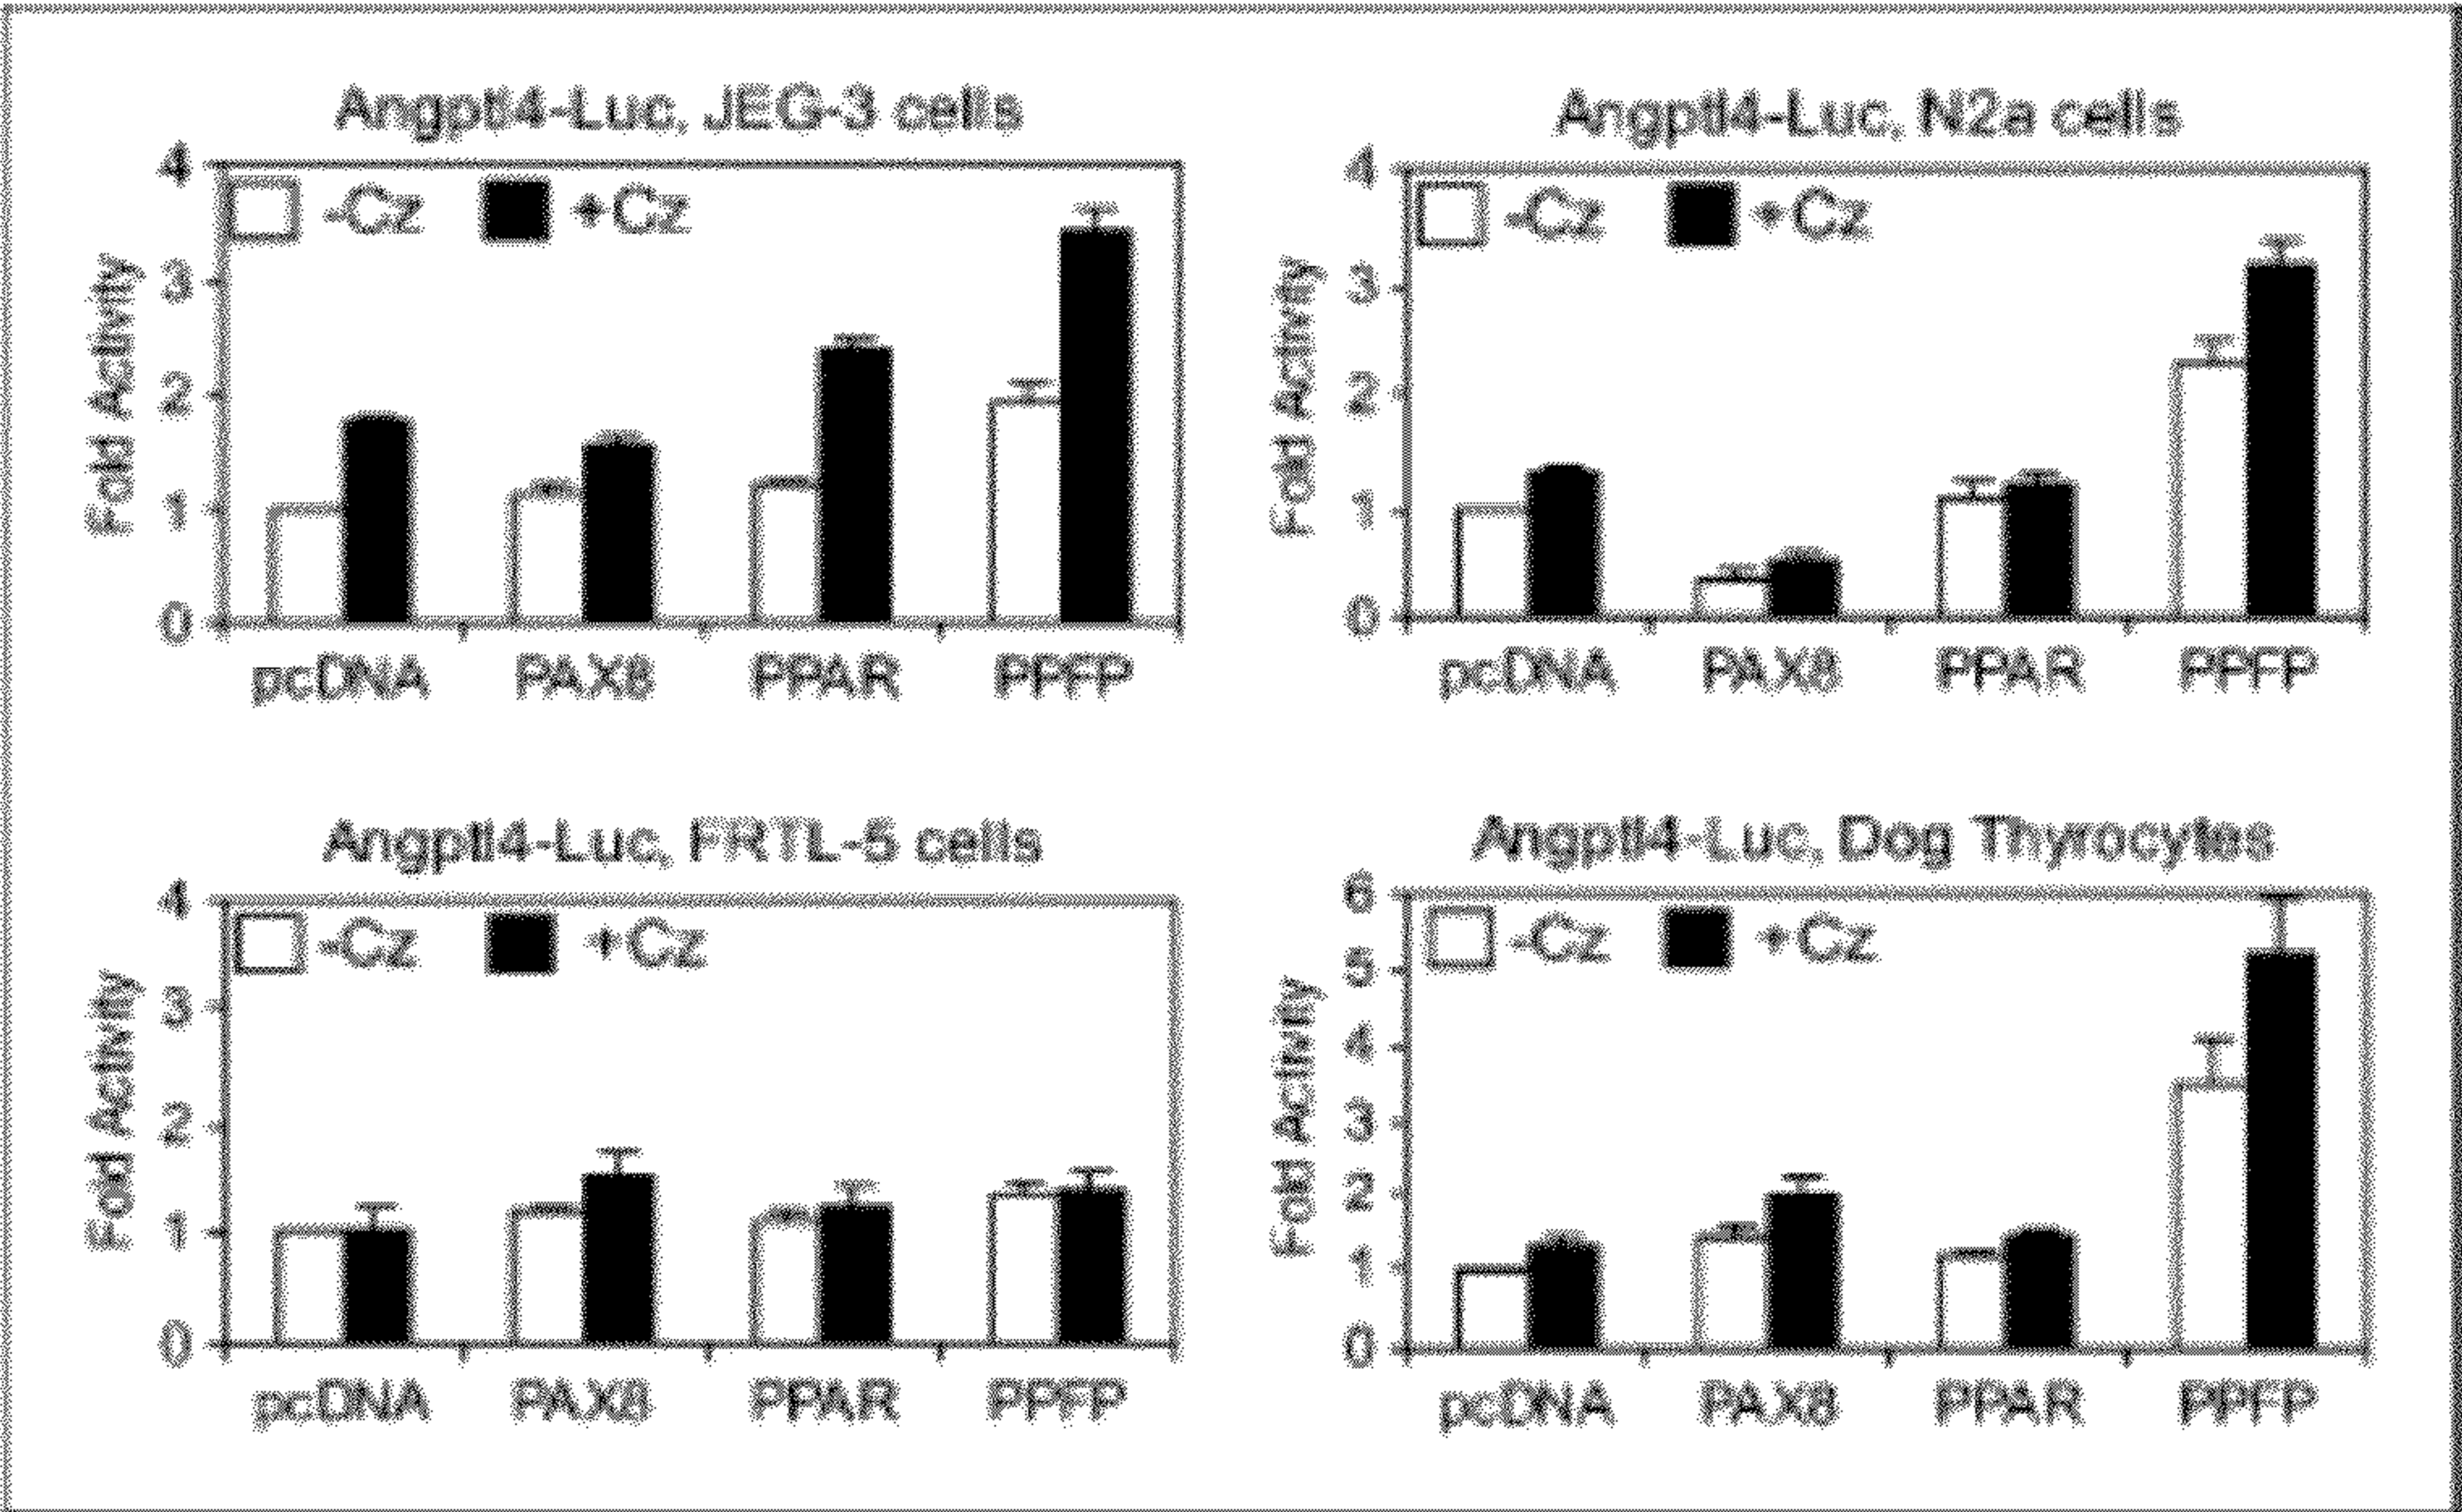 Angptl4-Luc, JEG-3 cells
Fold Activity
4
3
2
1
0
-Cz +Cz
pcDNA PAX8 PPAR PPFP
Angptl4-Luc, N2a cells
Fold Activity
4
3
2
1
0
-Cz +Cz
pcDNA PAX8 PPAR PPFP
Angptl4-Luc, FRTL-5 cells
Fold Activity
4
3
2
1
0
-Cz +Cz
pcDNA PAX8 PPAR PPFP
Angptl4-Luc, Dog Thyrocytes
Fold Activity
6
5
4
3
2
1
0
-Cz +Cz
pcDNA PAX8 PPAR PPFP